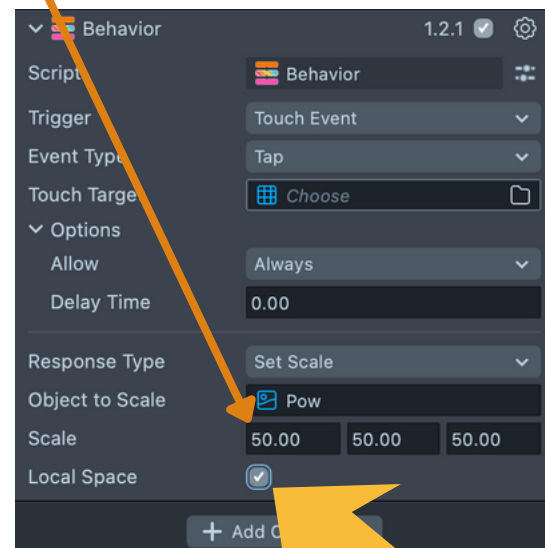 Behavior 1.2.1
Script Behavior
Trigger Touch Event
Event Type Tap
Touch Target Choose
Options
Allow Always
Delay Time 0.00
Response Type Set Scale
Object to Scale Pow
Scale 50.00 50.00 50.00
Local Space
+ Add